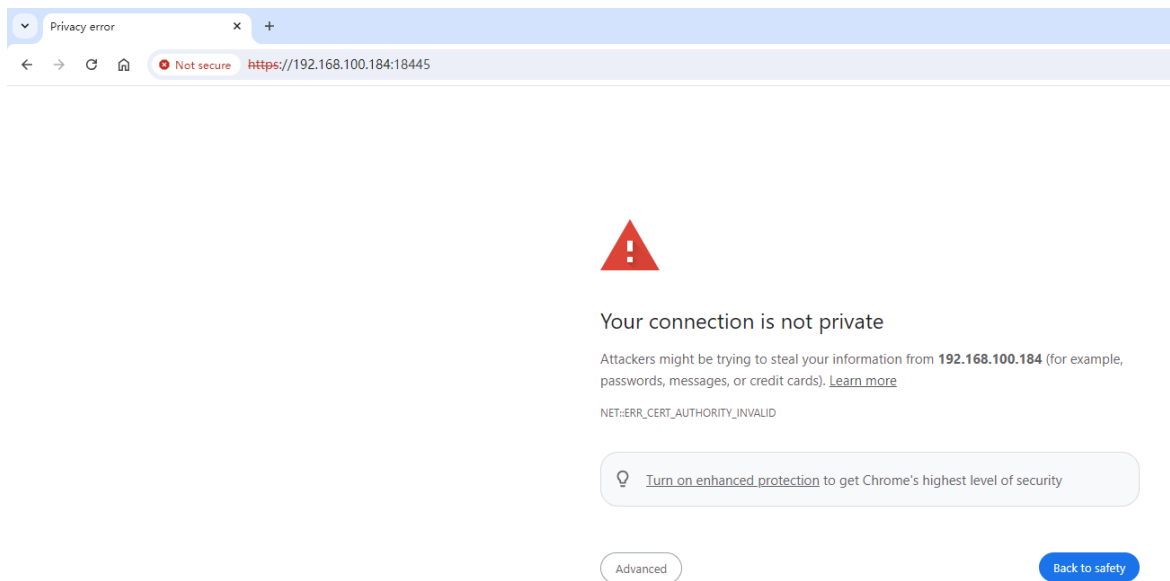 Privacy error
Not secure https://192.168.100.184:18445
Your connection is not private
Attackers might be trying to steal your information from 192.168.100.184 (for example,
passwords, messages, or credit cards). Learn more
NET::ERR_CERT_AUTHORITY_INVALID
Turn on enhanced protection to get Chrome's highest level of security
Advanced Back to safety